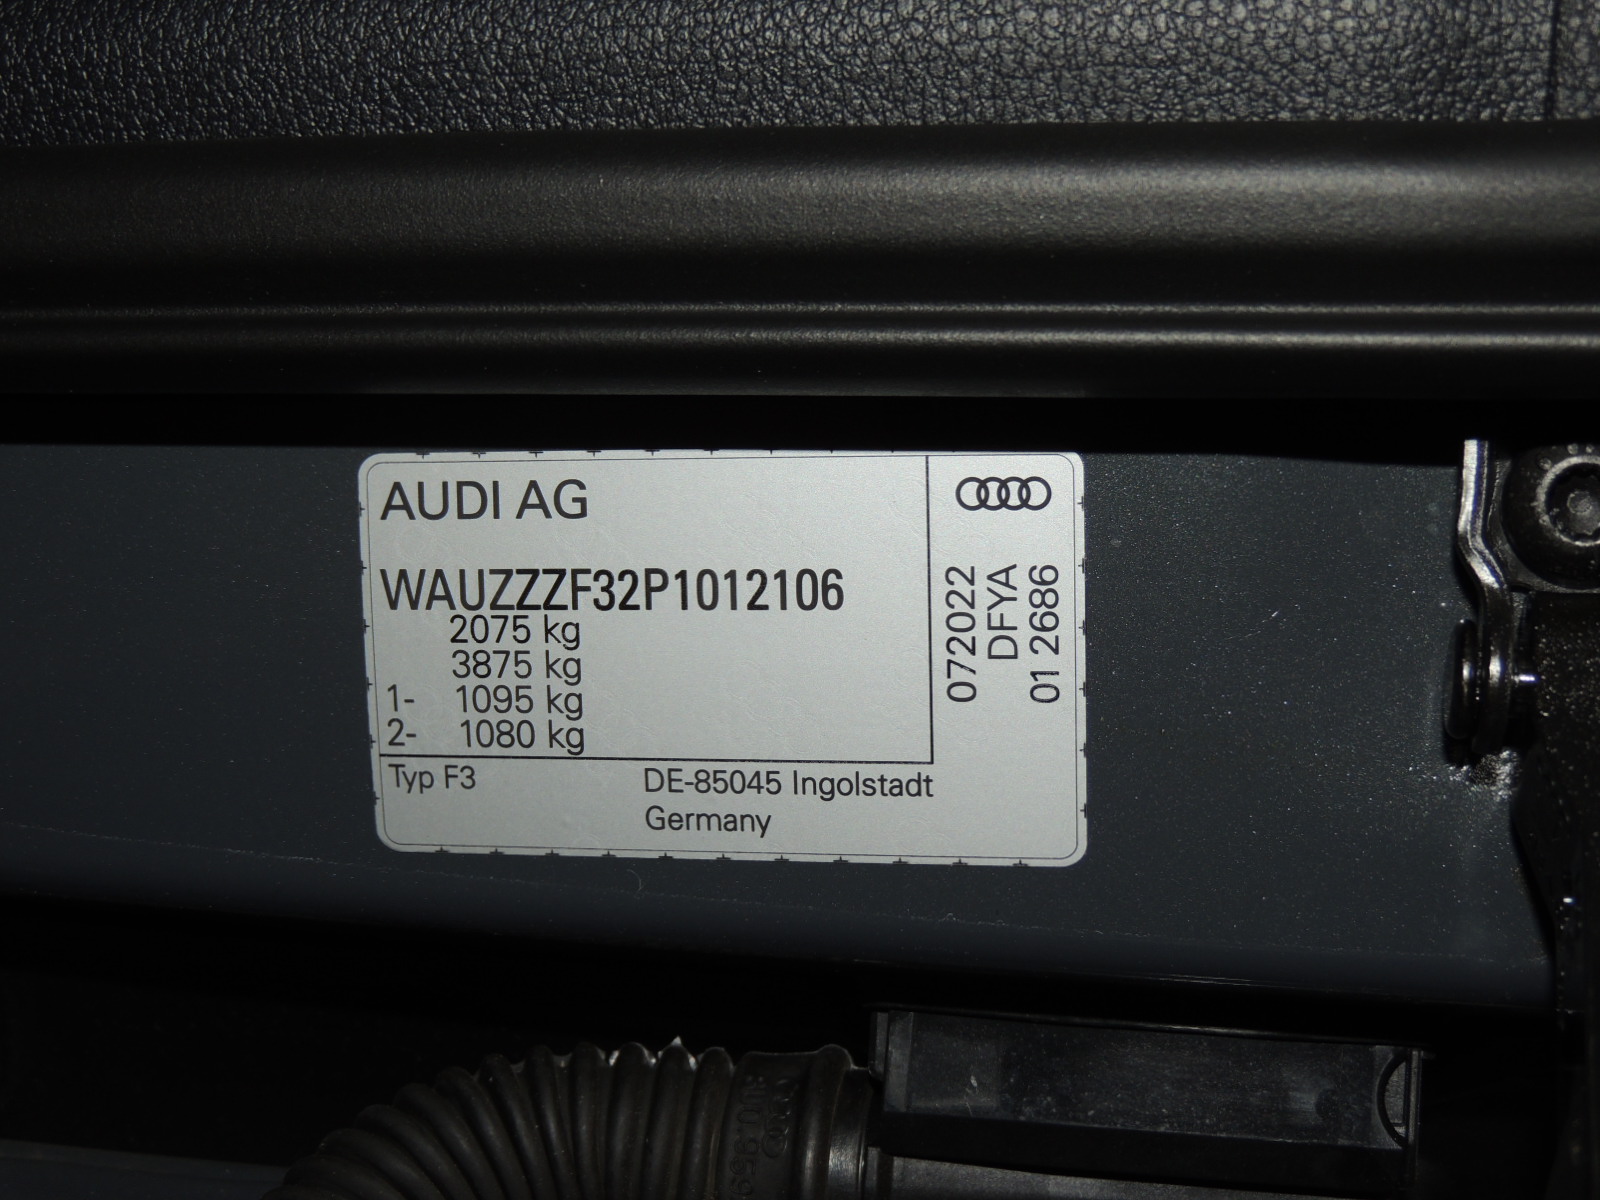 AUDI AG
WAUZZZF32P1012106
2075 kg
3875 kg
1- 1095 kg
2- 1080 kg
Typ F3
DE-85045 Ingolstadt
Germany
0722022
DFYA
01 2686